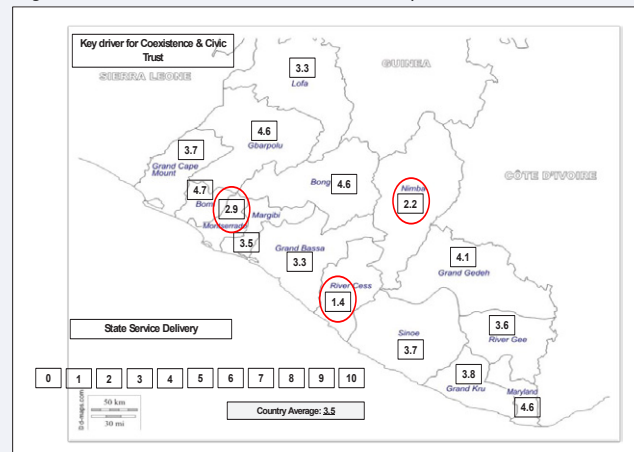 Key driver for Coexistence & Civic
Trust
SIERRA LEONE
GUINEA
3.3
Lofa
4.6
Gbarpolu
3.7
Grand Cape
Mount
CÔTE D'IVOIRE
4.7
Bomi
Bong
4.6
Nimba
2.2
2.9
Margibi
Montserrado
3.5
Grand Bassa
3.3
4.1
Grand Gedeh
River Cess
1.4
State Service Delivery
Sinoe
3.7
3.6
River Gee
0 1 2 3 4 5 6 7 8 9 10
3.8
Grand Kru
Maryland
4.6
50 km
30 mi
© d-maps.com
Country Average: 3.5